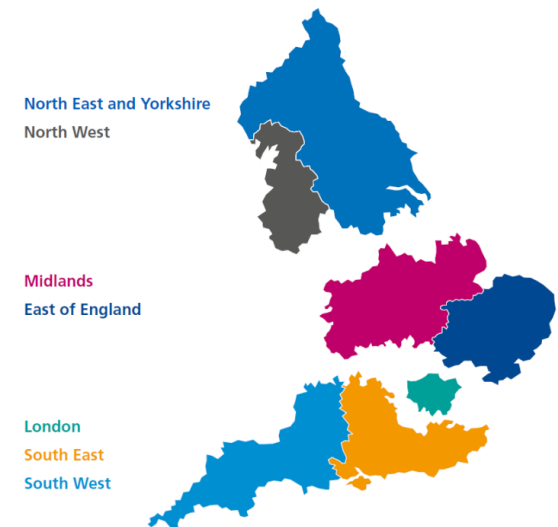 North East and Yorkshire
North West
Midlands
East of England
London
South East
South West